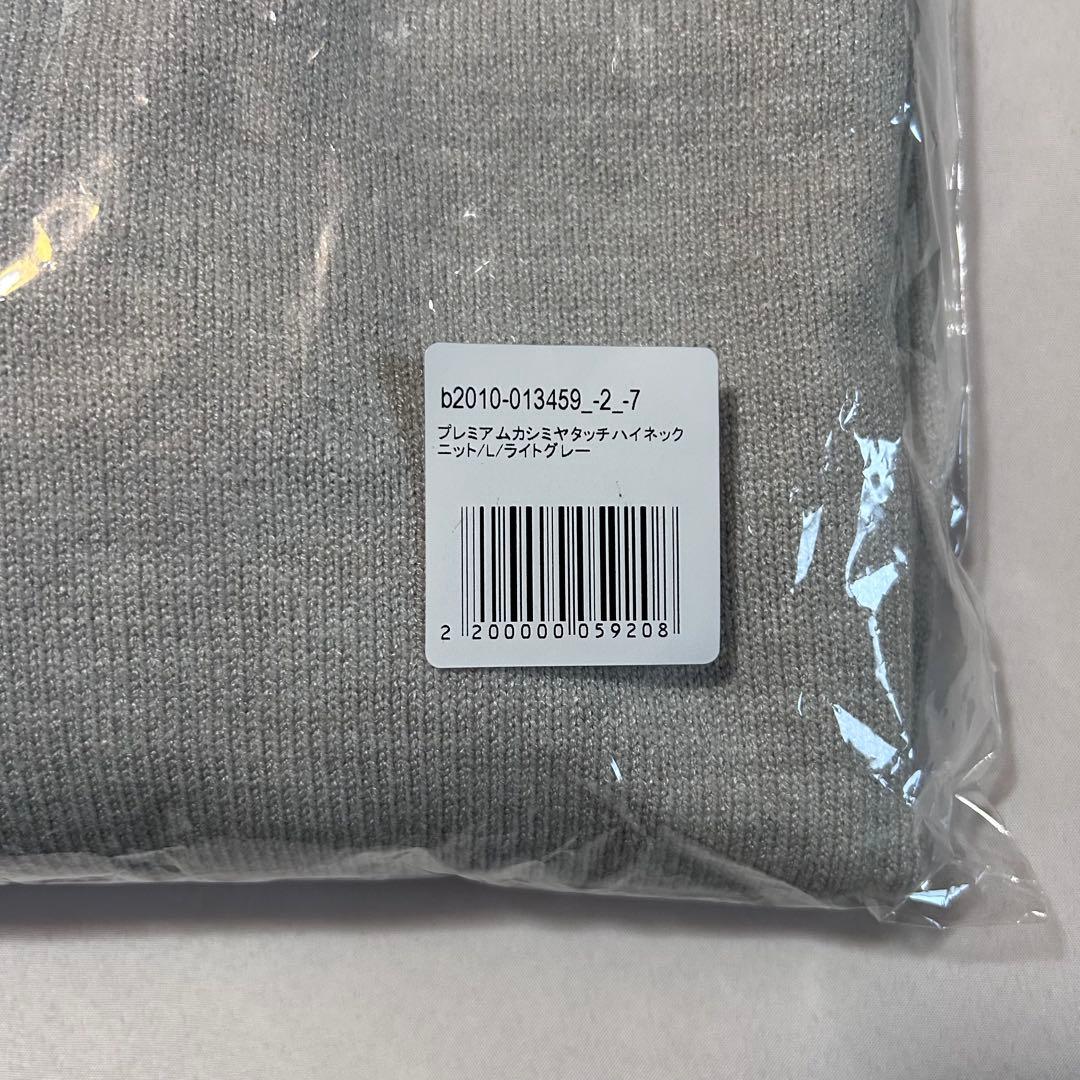 b2010-013459_-2_-7
プレミアムカシミヤタッチハイネック
ニット/L/ライトグレー
2 200000 059208